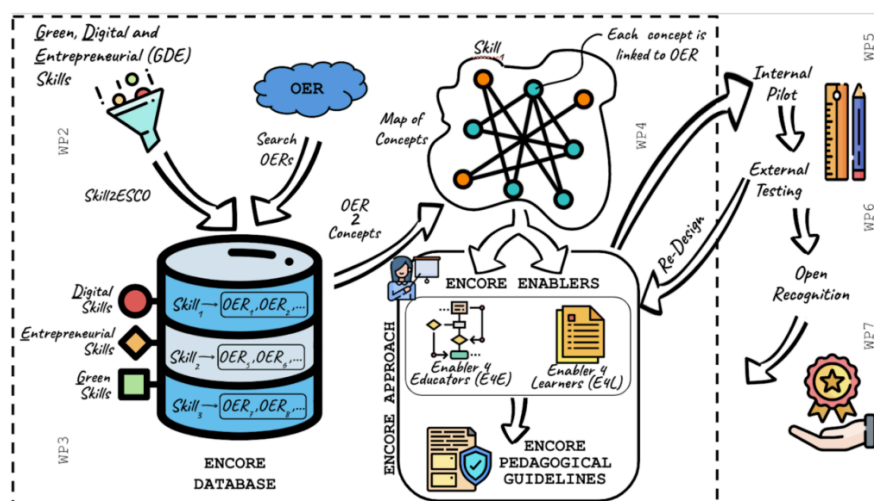 Green, Digital and
Entrepreneurial (GDE)
Skills
WP2
OER
Search
OERs
Skill2ESCO
Skill
Each concept is
linked to OER
Map of
Concepts
WP4
OER
2
Concepts
Digital
Skills
Entrepreneurial
Skills
Green
Skills
Skill1→ OER1, OER2,...
Skill2→ OER5, OER6,...
Skill3→ OER7, OER8,...
WP3
ENCORE
DATABASE
ENCORE APPROACH
ENCORE ENABLERS
Enabler 4
Educators (E4E)
Enabler 4
Learners (E4L)
ENCORE
PEDAGOGICAL
GUIDELINES
WP5
Internal
Pilot
External
Testing
WP6
Re-Design
Open
Recognition
WP7